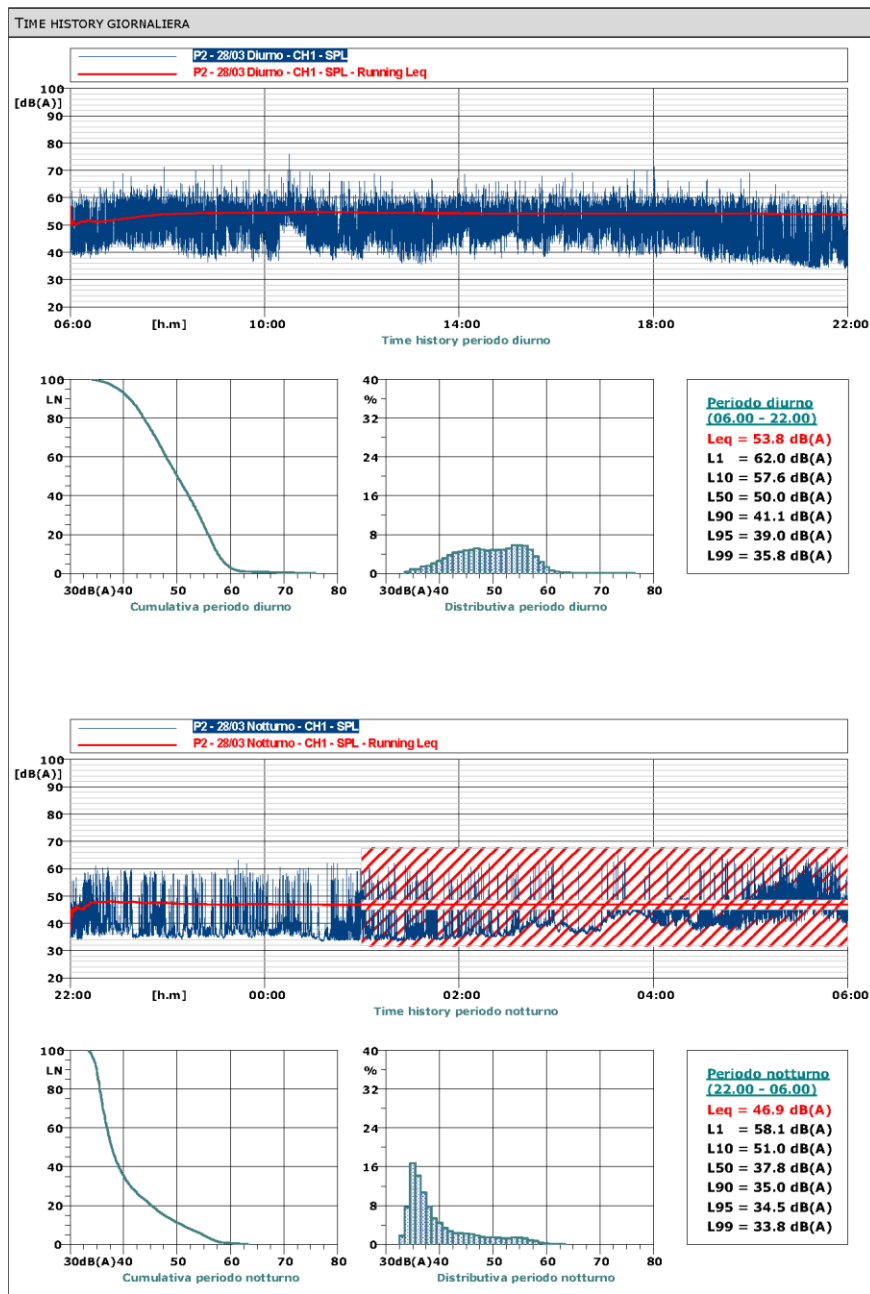 TIME HISTORY GIORNALIERA
P2 - 28/03 Diurno - CH1 - SPL
P2 - 28/03 Diurno - CH1 - SPL - Running Leq
100
[dB(A)]
90
80
70
60
50
40
30
20
06:00 [h.m] 10:00 14:00 18:00 22:00
Time history periodo diurno
100
LN
80
60
40
20
0
30dB(A)40 50 60 70 80
Cumulativa periodo diurno
40
%
32
24
16
8
0
30dB(A)40 50 60 70 80
Distributiva periodo diurno
Periodo diurno
(06.00 - 22.00)
Leq = 53.8 dB(A)
L1 = 62.0 dB(A)
L10 = 57.6 dB(A)
L50 = 50.0 dB(A)
L90 = 41.1 dB(A)
L95 = 39.0 dB(A)
L99 = 35.8 dB(A)
P2 - 28/03 Notturno - CH1 - SPL
P2 - 28/03 Notturno - CH1 - SPL - Running Leq
100
[dB(A)]
90
80
70
60
50
40
30
20
22:00 [h.m] 00:00 02:00 04:00 06:00
Time history periodo notturno
100
LN
80
60
40
20
0
30dB(A)40 50 60 70 80
Cumulativa periodo notturno
40
%
32
24
16
8
0
30dB(A)40 50 60 70 80
Distributiva periodo notturno
Periodo notturno
(22.00 - 06.00)
Leq = 46.9 dB(A)
L1 = 58.1 dB(A)
L10 = 51.0 dB(A)
L50 = 37.8 dB(A)
L90 = 35.0 dB(A)
L95 = 34.5 dB(A)
L99 = 33.8 dB(A)